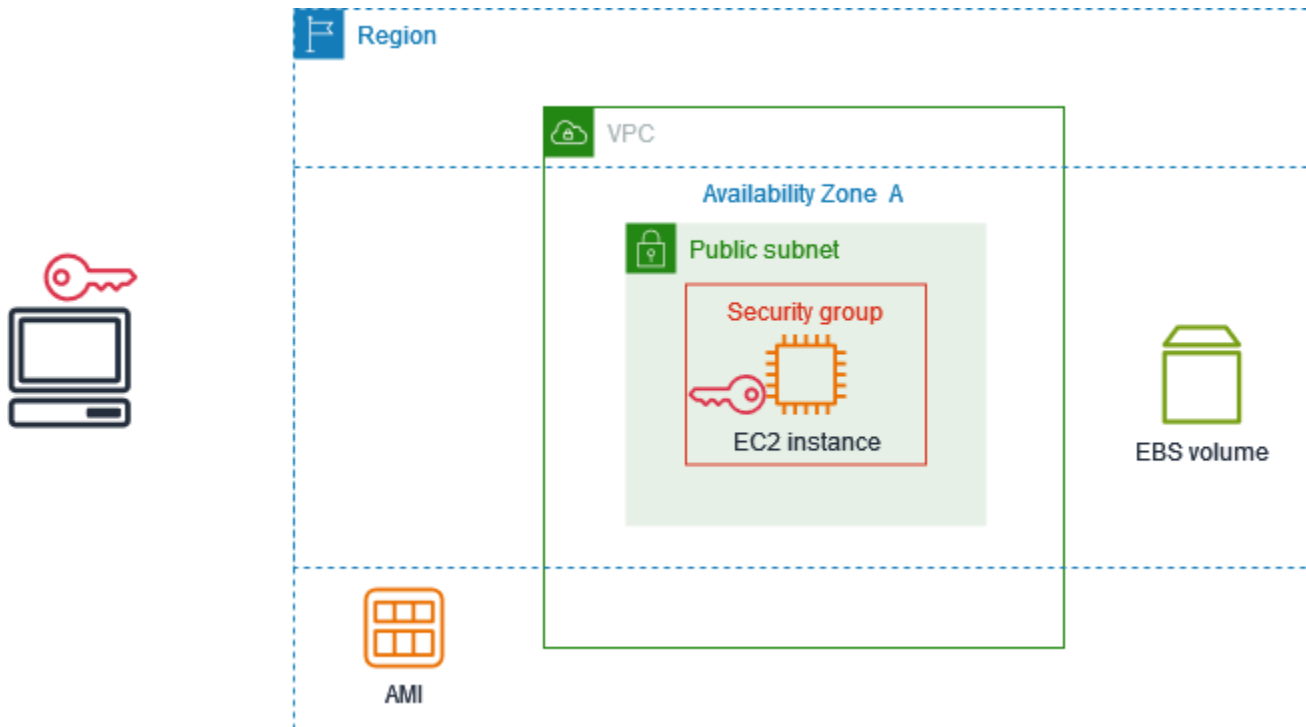 Region
VPC
Availability Zone A
Public subnet
Security group
EC2 instance
EBS volume
AMI